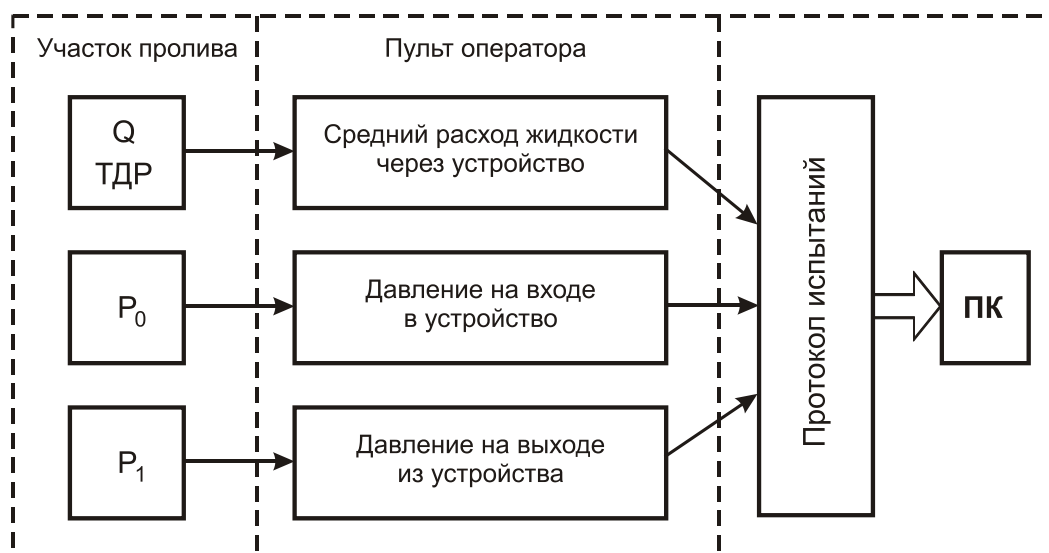 Участок пролива
Пульт оператора
Q
ТДР
Средний расход жидкости
через устройство
P0
Давление на входе
в устройство
P1
Давление на выходе
из устройства
Протокол испытаний
ПК